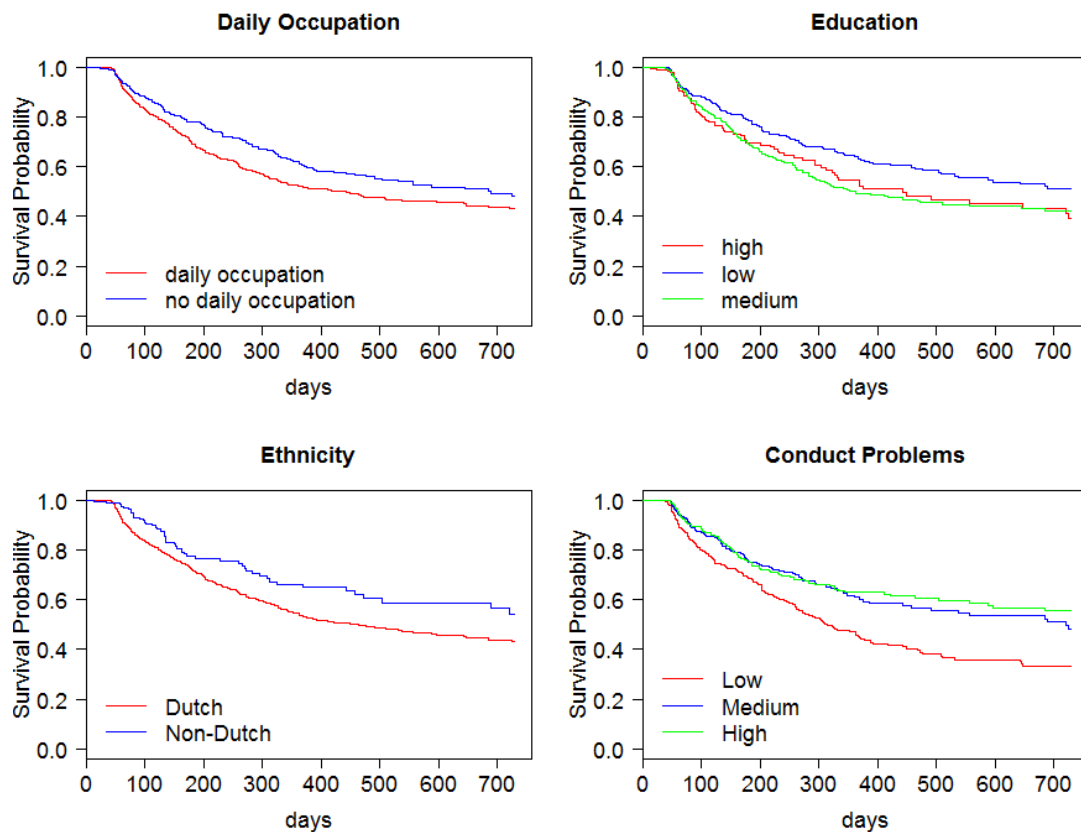 Daily Occupation
Survival Probability
1.0
0.8
0.6
0.4
0.2
0.0
daily occupation
no daily occupation
0 100 200 300 400 500 600 700
days
Education
Survival Probability
1.0
0.8
0.6
0.4
0.2
0.0
high
low
medium
0 100 200 300 400 500 600 700
days
Ethnicity
Survival Probability
1.0
0.8
0.6
0.4
0.2
0.0
Dutch
Non-Dutch
0 100 200 300 400 500 600 700
days
Conduct Problems
Survival Probability
1.0
0.8
0.6
0.4
0.2
0.0
Low
Medium
High
0 100 200 300 400 500 600 700
days